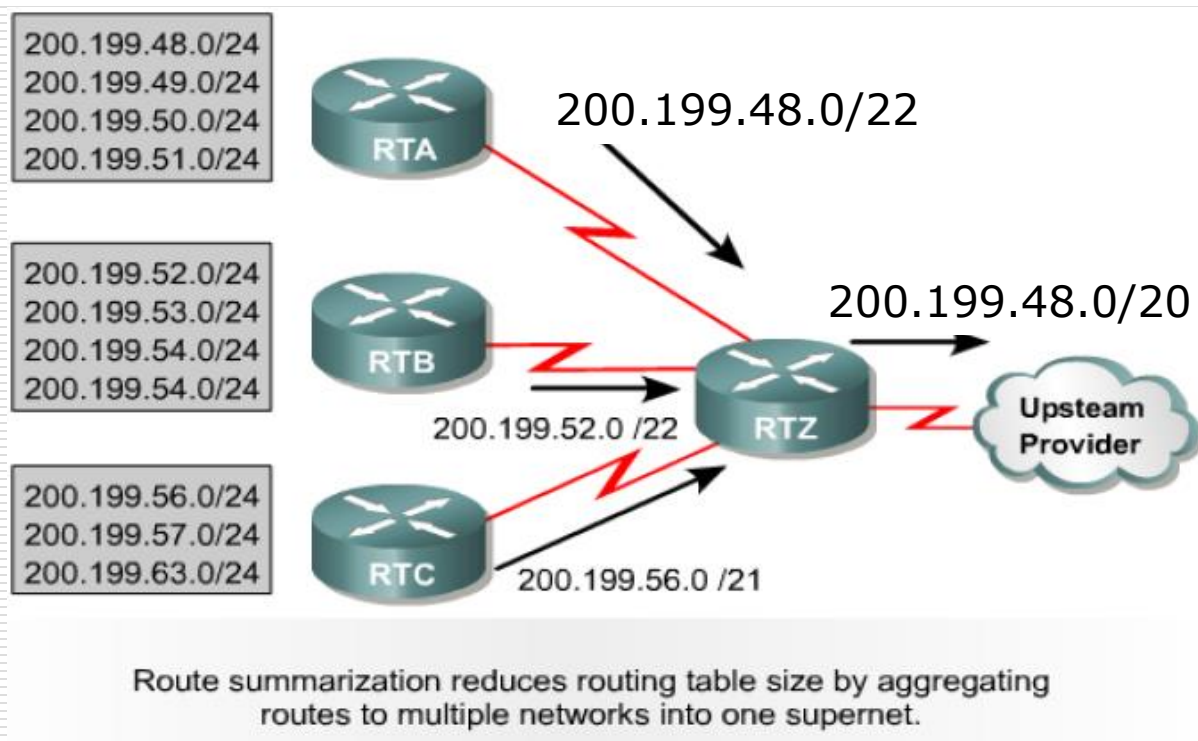 200.199.48.0/24
200.199.49.0/24
200.199.50.0/24
200.199.51.0/24
RTA
200.199.48.0/22
200.199.52.0/24
200.199.53.0/24
200.199.54.0/24
200.199.54.0/24
RTB
200.199.52.0 /22
200.199.48.0/20
RTZ
Upsteam
Provider
200.199.56.0/24
200.199.57.0/24
200.199.63.0/24
RTC
200.199.56.0 /21
Route summarization reduces routing table size by aggregating
routes to multiple networks into one supernet.